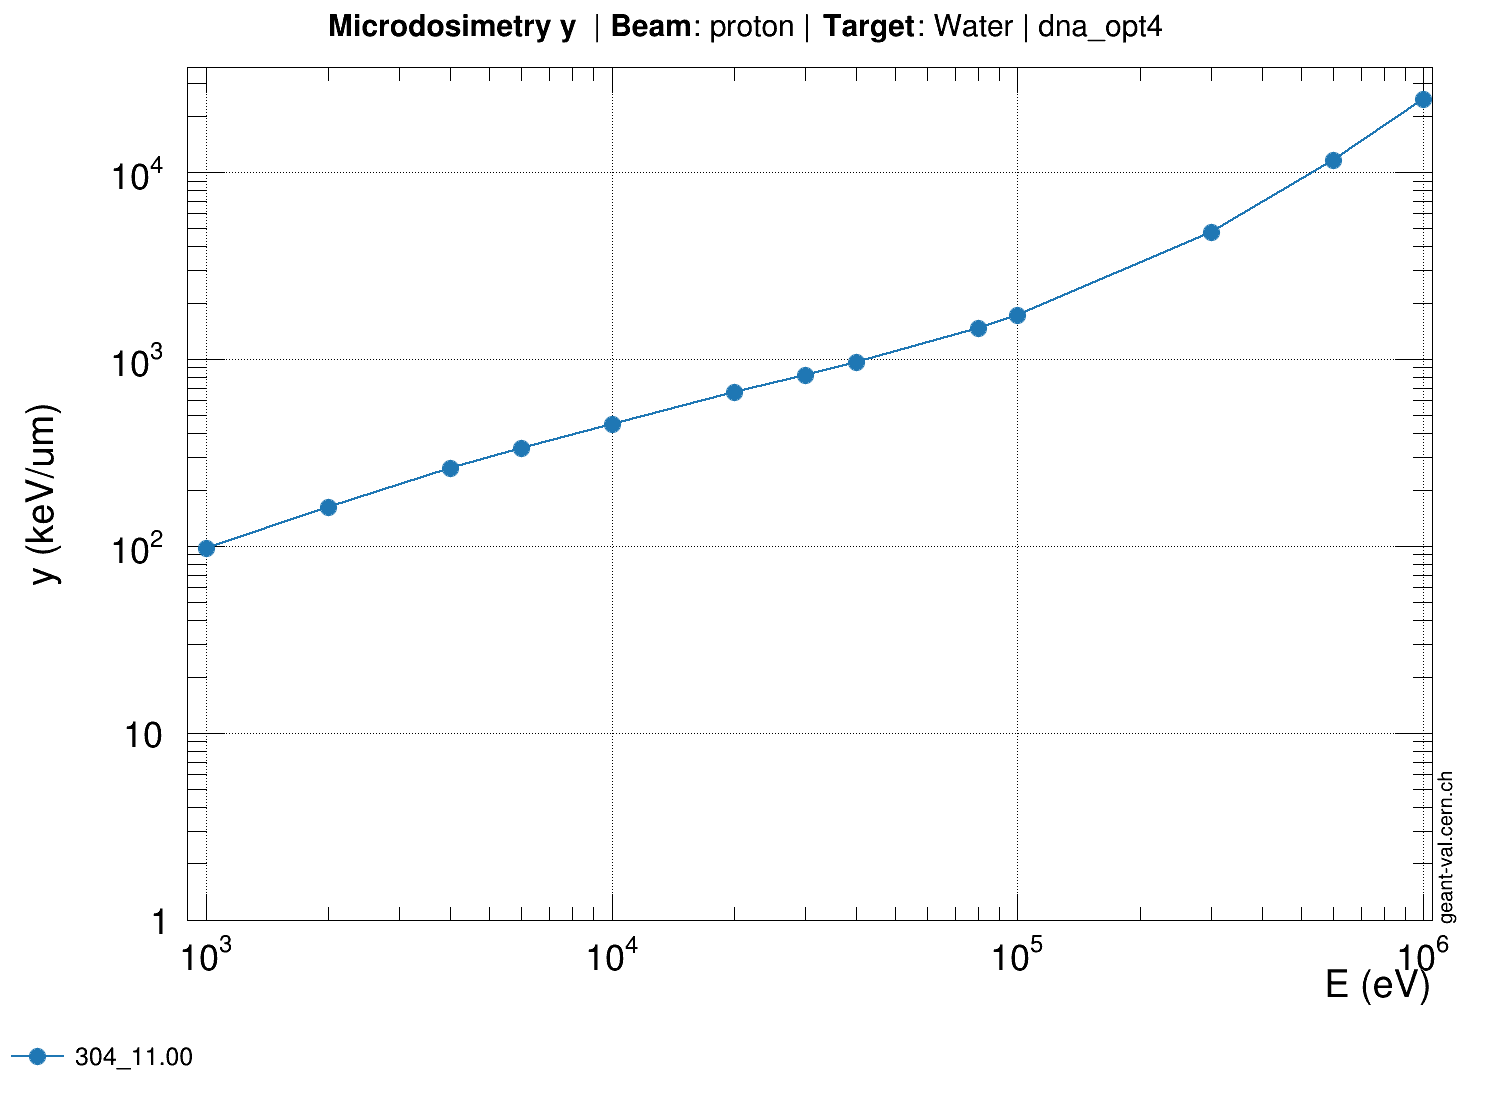 Microdosimetry y | Beam: proton | Target: Water | dna_opt4
10⁴
10³
10²
10
1
y (keV/um)
10³ 10⁴ 10⁵ 10⁶
E (eV)
geant-val.cern.ch
304_11.00